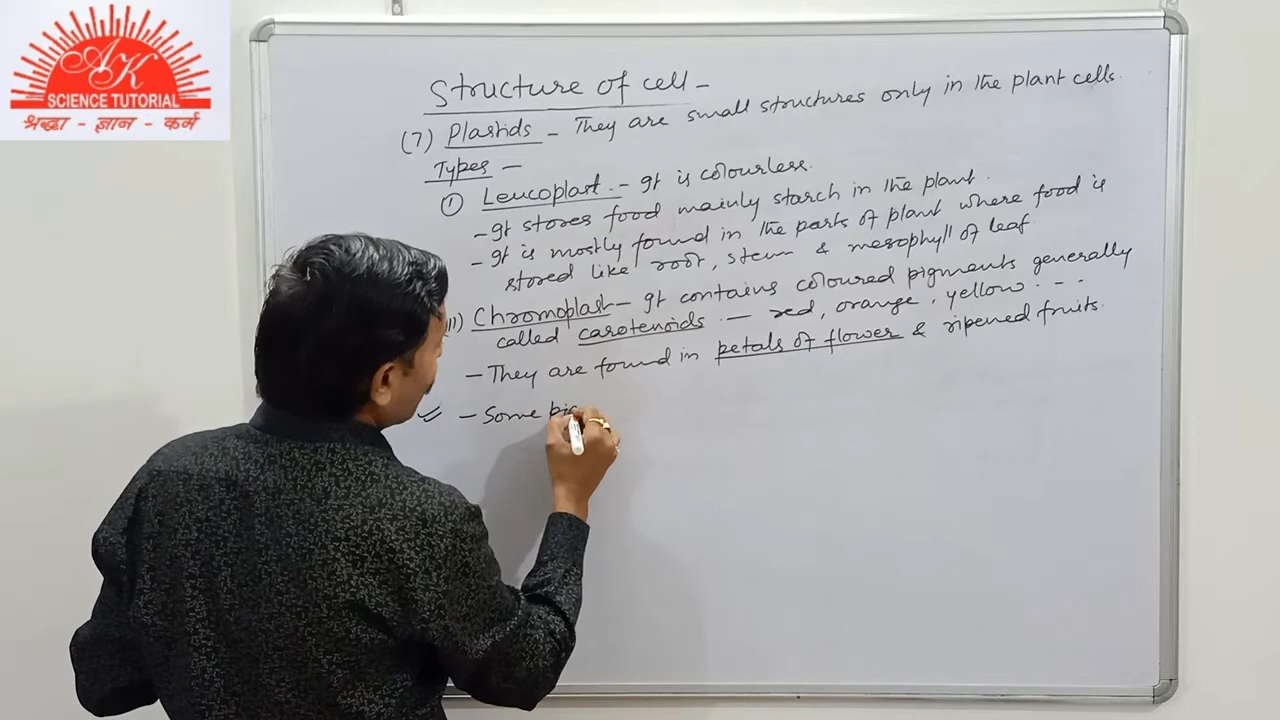 AK
SCIENCE TUTORIAL
श्रद्धा - ज्ञान - कर्म
Structure of cell -
(7) Plastids - They are small structures only in the plant cells.
Types -
(i) Leucoplast - It is colourless.
- It stores food mainly starch in the plant.
- It is mostly found in the parts of plant where food is
stored like root, stem & mesophyll of leaf
ii) Chromoplast - It contains coloured pigments generally
called carotenoids - red, orange, yellow ...
- They are found in petals of flower & ripened fruits.
- Some pig